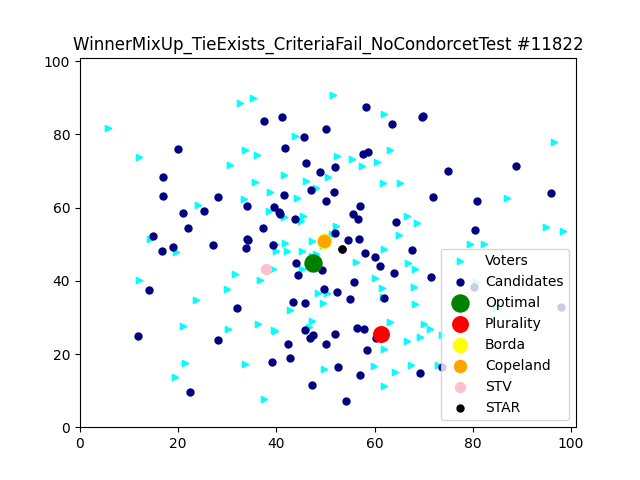 WinnerMixUp_TieExists_CriteriaFail_NoCondorcetTest #11822
100
80
60
40
20
0
0
20
40
60
80
100
Voters
Candidates
Optimal
Plurality
Borda
Copeland
STV
STAR